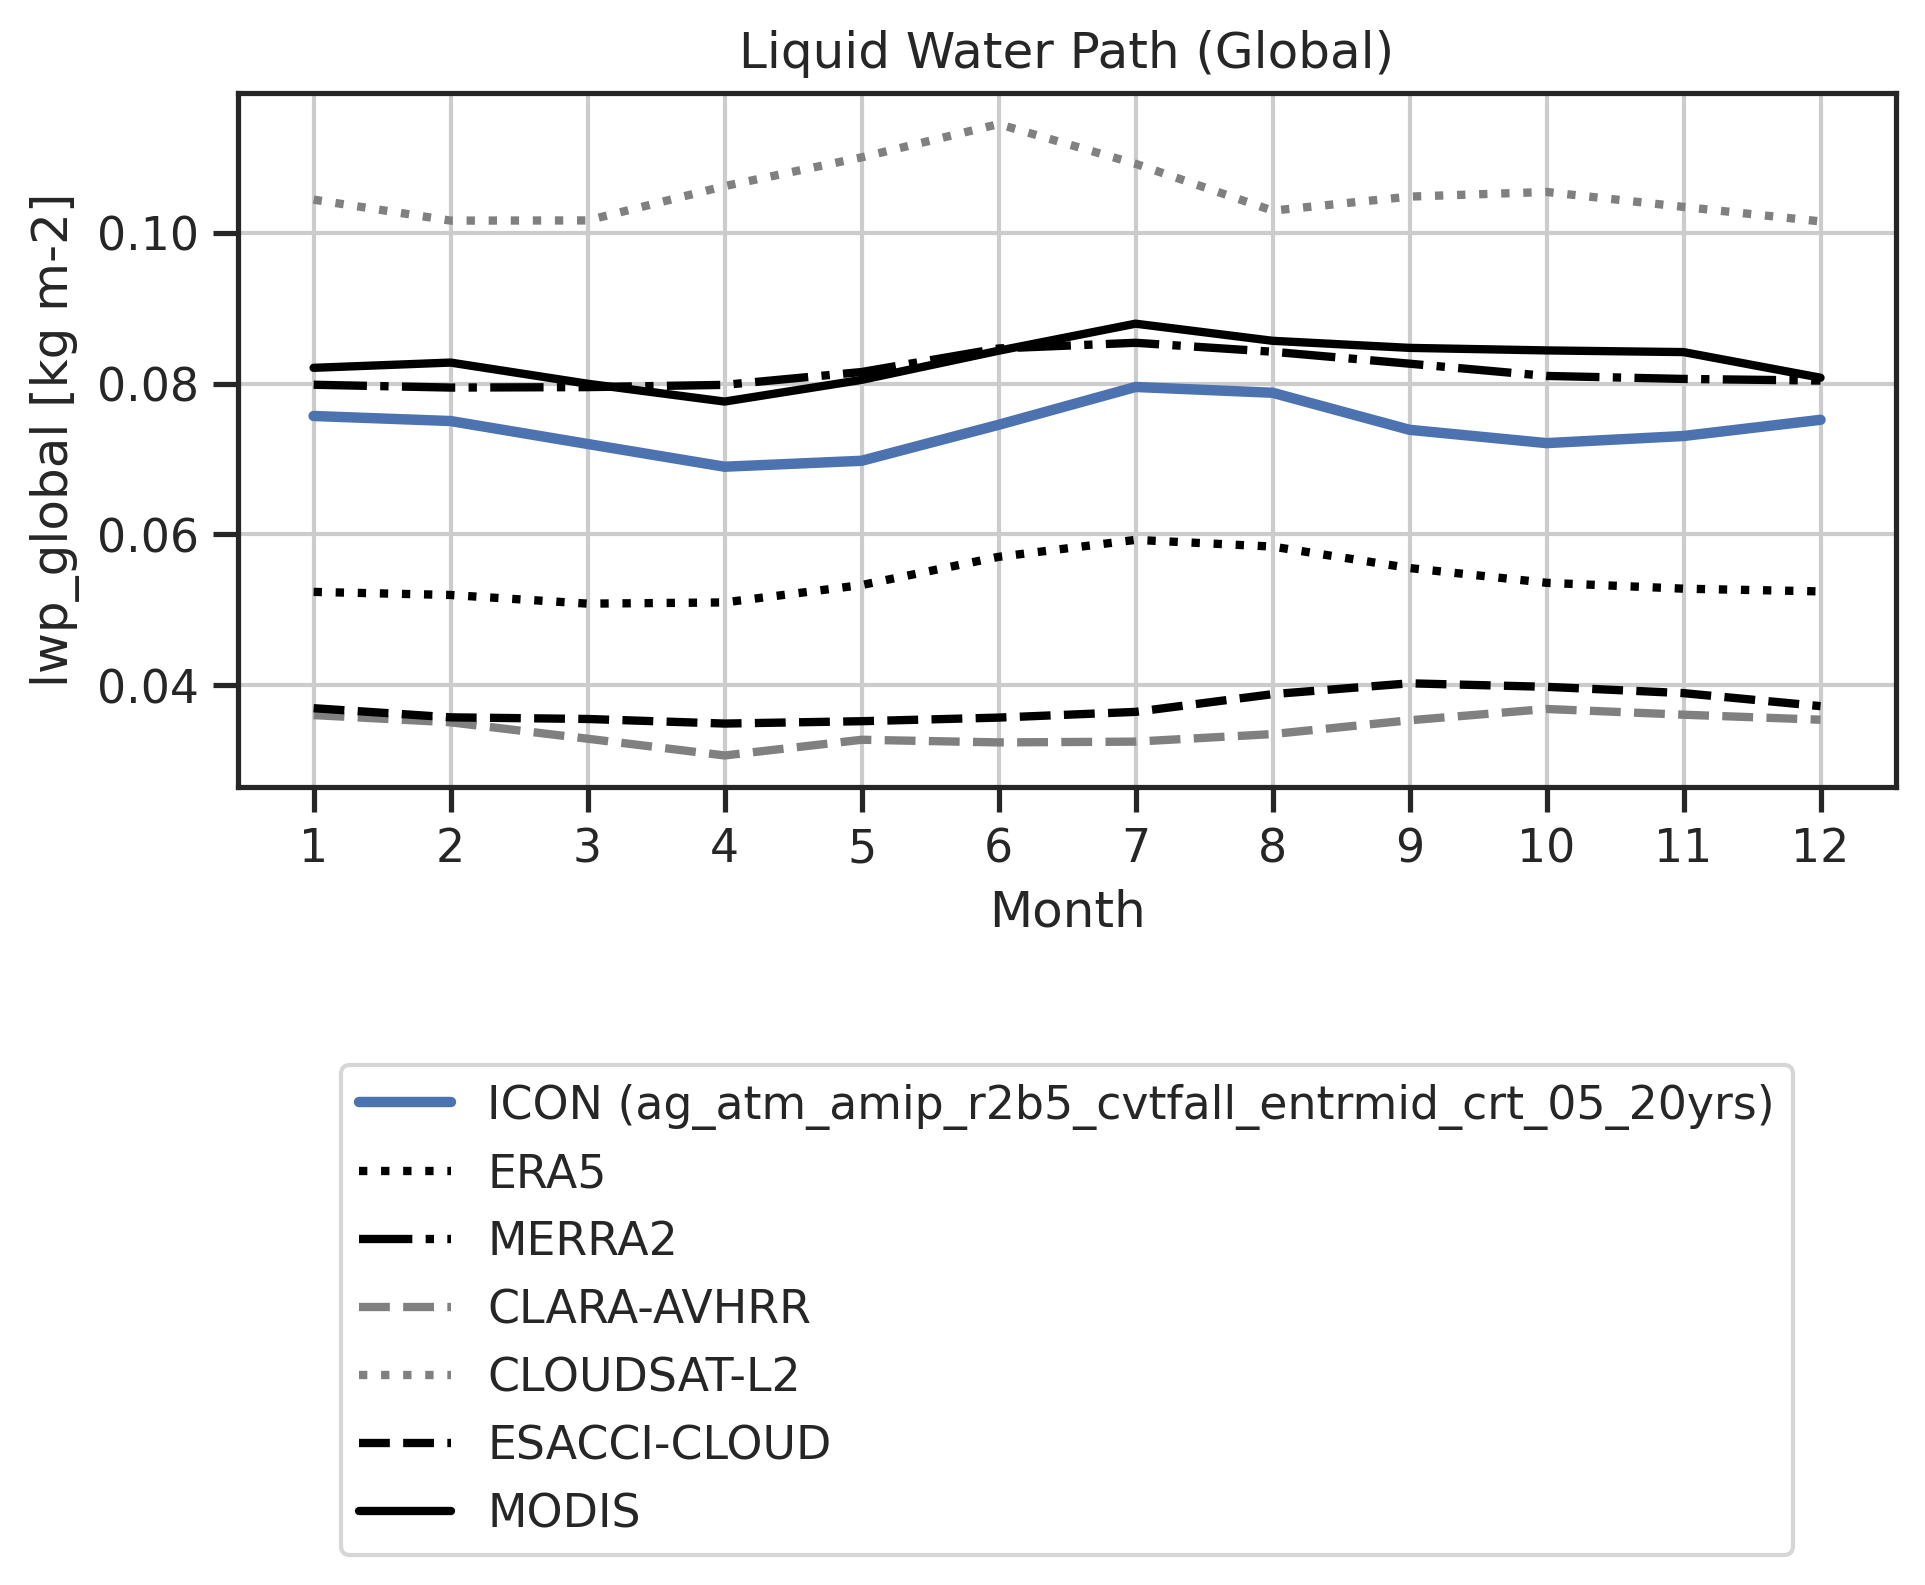 Liquid Water Path (Global)
lwp_global [kg m-2]
0.10
0.08
0.06
0.04
1 2 3 4 5 6 7 8 9 10 11 12
Month
ICON (ag_atm_amip_r2b5_cvtfall_entrmid_crt_05_20yrs)
ERA5
MERRA2
CLARA-AVHRR
CLOUDSAT-L2
ESACCI-CLOUD
MODIS